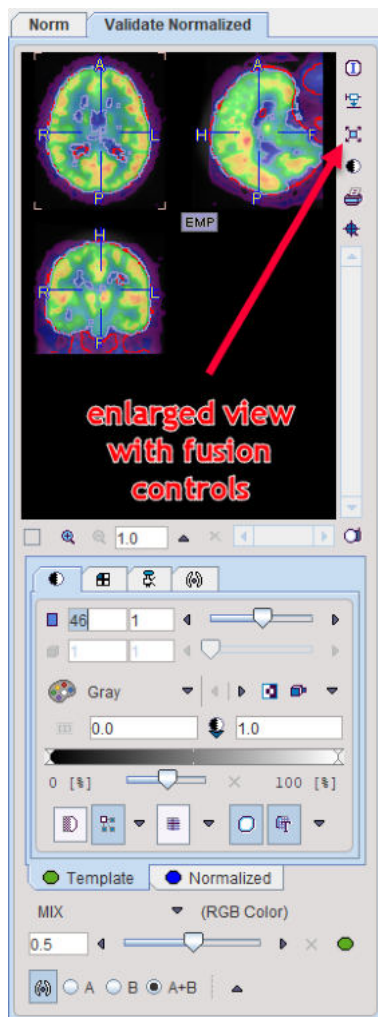 Norm Validate Normalized
A A
R L H F
P P
EMP
H
R L
F
enlarged view
with fusion
controls
1.0
46 1
1 1
Gray
0.0 1.0
0 [%] 100 [%]
Template Normalized
MIX (RGB Color)
0.5
A B A+B